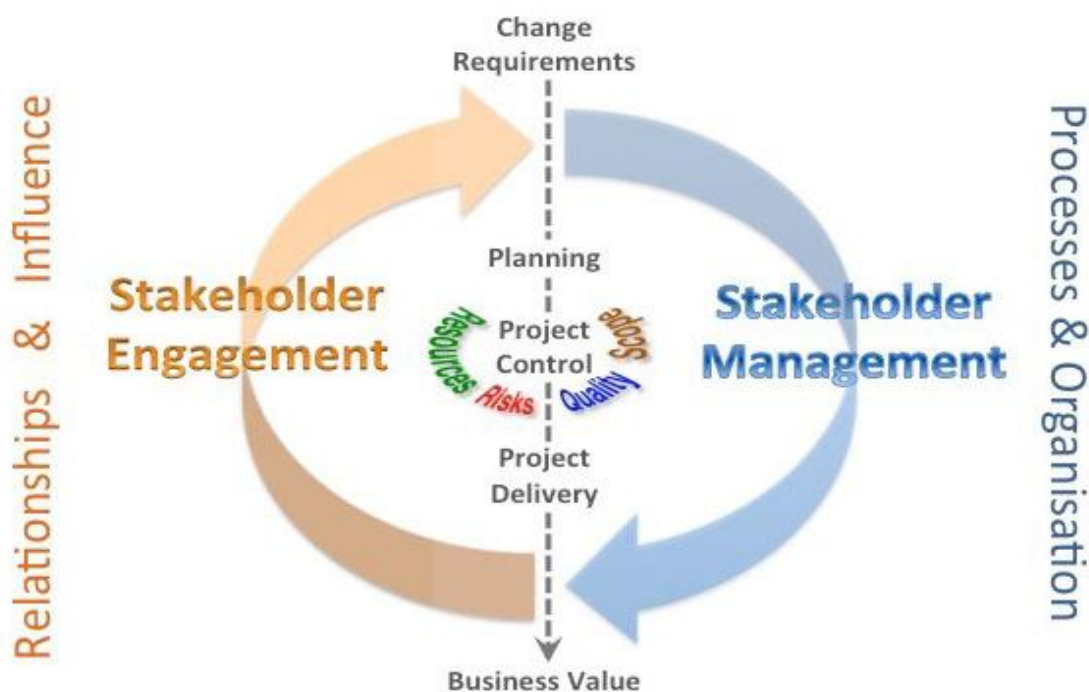 Change
Requirements
Relationships & Influence
Processes & Organisation
Planning
Stakeholder
Engagement
Stakeholder
Management
Resources
Project
Control
Scope
Risks
Quality
Project
Delivery
Business Value